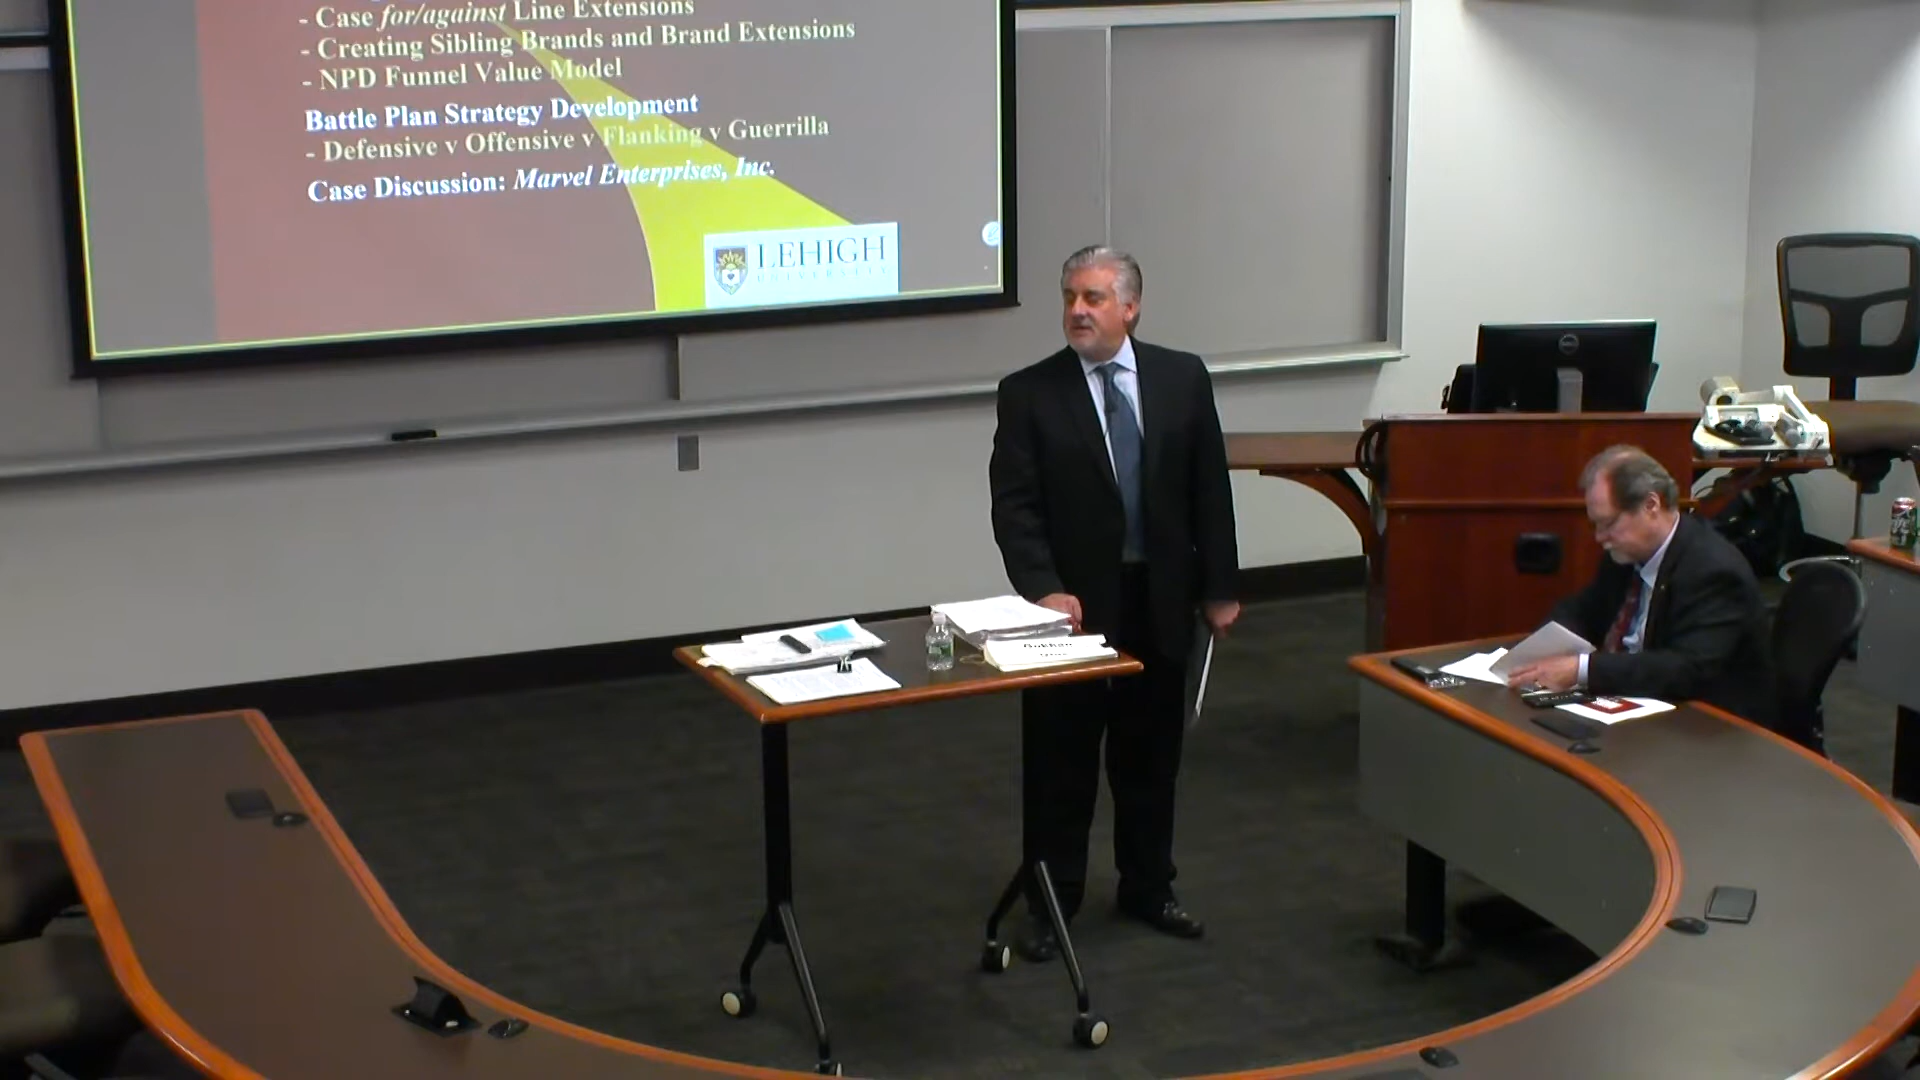 - Case for/against Line Extensions
- Creating Sibling Brands and Brand Extensions
- NPD Funnel Value Model
Battle Plan Strategy Development
- Defensive v Offensive v Flanking v Guerrilla
Case Discussion: Marvel Enterprises, Inc.
LEHIGH
UNIVERSITY